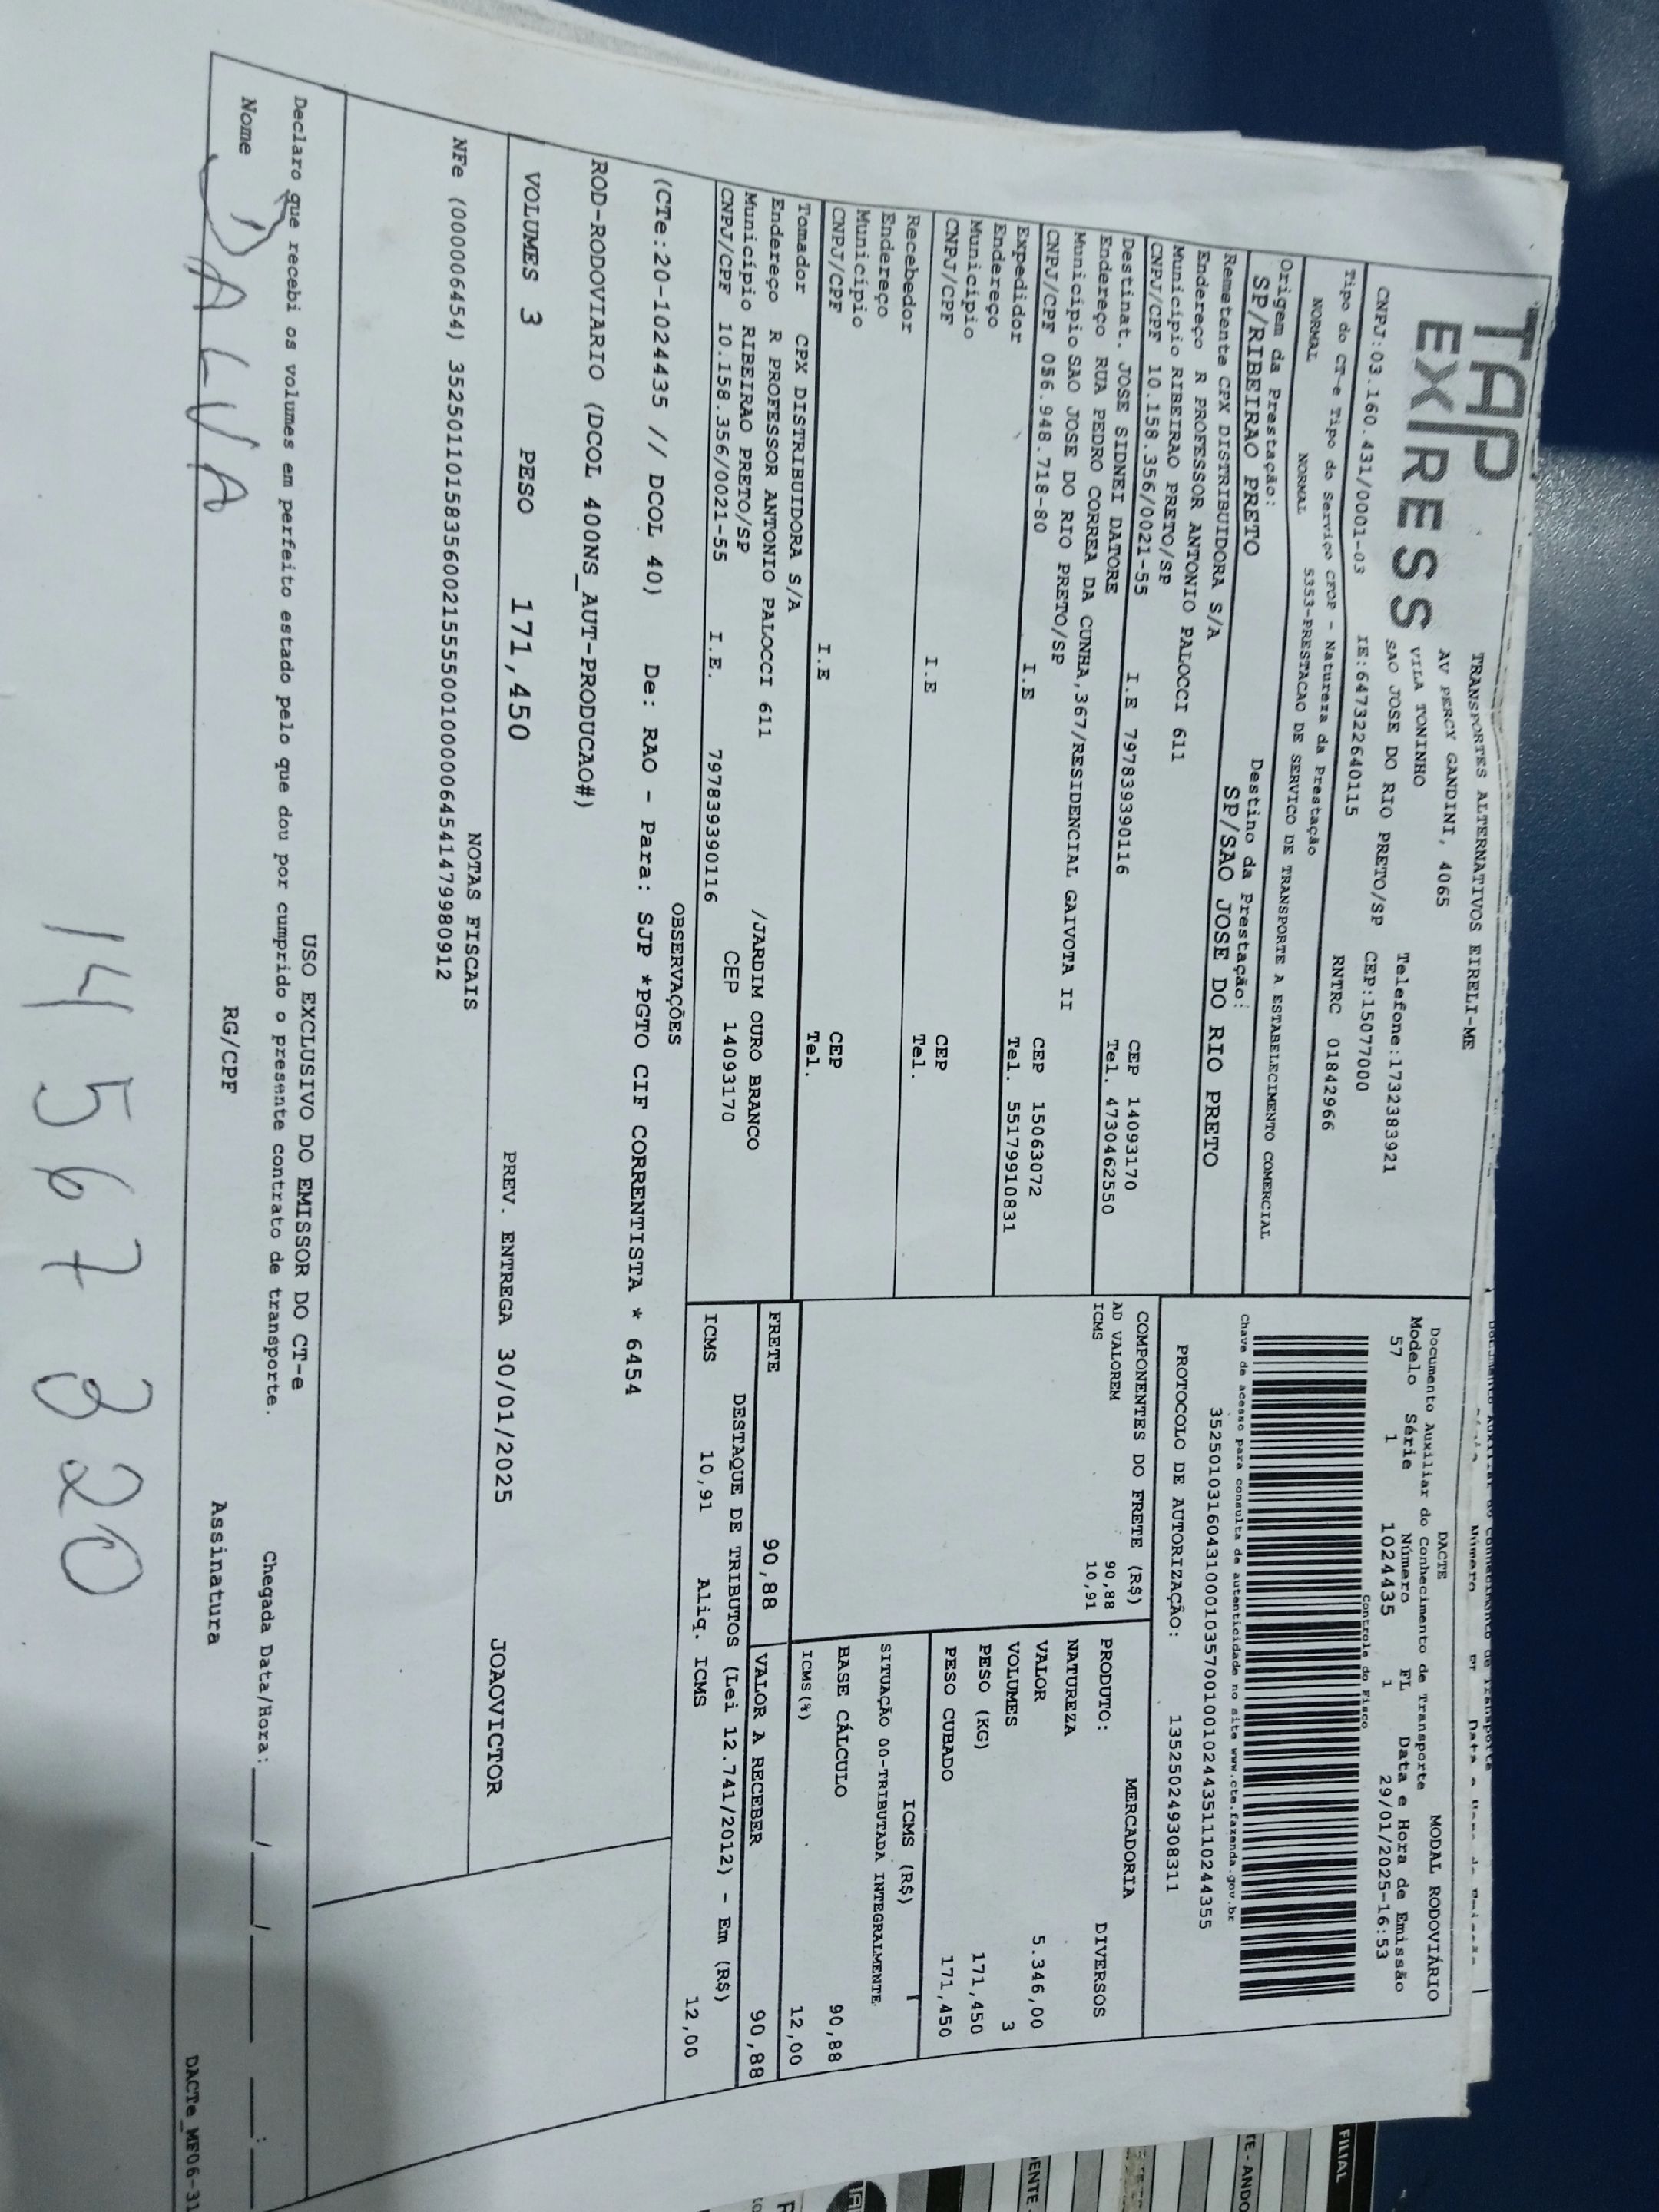 TAP
EXPRESS
TRANSPORTES ALTERNATIVOS EIRELI-ME
AV PERCY GANDINI, 4065
VILA TONINHO
SAO JOSE DO RIO PRETO/SP
Telefone:1732383921
CEP:15077000
CNPJ:03.160.431/0001-03
IE:647322640115
RNTRC 01842966
Tipo do CT-e Tipo do Serviço CFOP - Natureza da Prestação
NORMAL NORMAL 5353-PRESTACAO DE SERVICO DE TRANSPORTE A ESTABELECIMENTO COMERCIAL
Origem da Prestação: Destino da Prestação:
SP/RIBEIRAO PRETO SP/SAO JOSE DO RIO PRETO
Remetente CPX DISTRIBUIDORA S/A
Endereço R PROFESSOR ANTONIO PALOCCI 611
Município RIBEIRAO PRETO/SP CEP 14093170
CNPJ/CPF 10.158.356/0021-55 I.E 797839390116 Tel. 4730462550
Destinat. JOSE SIDNEI DATORE
Endereço RUA PEDRO CORREA DA CUNHA,367/RESIDENCIAL GAIVOTA II
Município SAO JOSE DO RIO PRETO/SP CEP 15063072
CNPJ/CPF 056.948.718-80 I.E Tel. 55179910831
Expedidor
Endereço
Município CEP
CNPJ/CPF I.E Tel.
Recebedor
Endereço
Município CEP
CNPJ/CPF I.E Tel.
Tomador CPX DISTRIBUIDORA S/A
Endereço R PROFESSOR ANTONIO PALOCCI 611 /JARDIM OURO BRANCO
Município RIBEIRAO PRETO/SP CEP 14093170
CNPJ/CPF 10.158.356/0021-55 I.E. 797839390116
DACTE MODAL RODOVIÁRIO
Documento Auxiliar do Conhecimento de Transporte
Modelo Série Número FL Data e Hora de Emissão
57 1 1024435 1 29/01/2025-16:53
Controle do Fisco
Chave de acesso para consulta de autenticidade no site www.cte.fazenda.gov.br
35250103160431000103570010010244351110244355
PROTOCOLO DE AUTORIZAÇÃO: 135250249308311
COMPONENTES DO FRETE (R$)
AD VALOREM 90,88
ICMS 10,91
MERCADORIA
PRODUTO: DIVERSOS
NATUREZA
VALOR 5.346,00
VOLUMES 3
PESO (KG) 171,450
PESO CUBADO 171,450
ICMS (R$)
SITUAÇÃO 00-TRIBUTADA INTEGRALMENTE
BASE CÁLCULO 90,88
ICMS(%) 12,00
FRETE 90,88 VALOR A RECEBER 90,88
DESTAQUE DE TRIBUTOS (Lei 12.741/2012) - Em (R$)
ICMS 10,91 Aliq. ICMS 12,00
OBSERVAÇÕES
(CTe:20-1024435 // DCOL 40) De: RAO - Para: SJP *PGTO CIF CORRENTISTA * 6454
ROD-RODOVIARIO (DCOL 400NS_AUT-PRODUCAO#)
VOLUMES 3 PESO 171,450 PREV. ENTREGA 30/01/2025 JOAOVICTOR
NOTAS FISCAIS
NFe (000006454) 35250110158356002155550010000064541479980912
USO EXCLUSIVO DO EMISSOR DO CT-e
Declaro que recebi os volumes em perfeito estado pelo que dou por cumprido o presente contrato de transporte.
Chegada Data/Hora: ____/____/______ ____:____
Nome DALVA RG/CPF Assinatura
DACTe_MF06-31
14 567 320
FILIAL